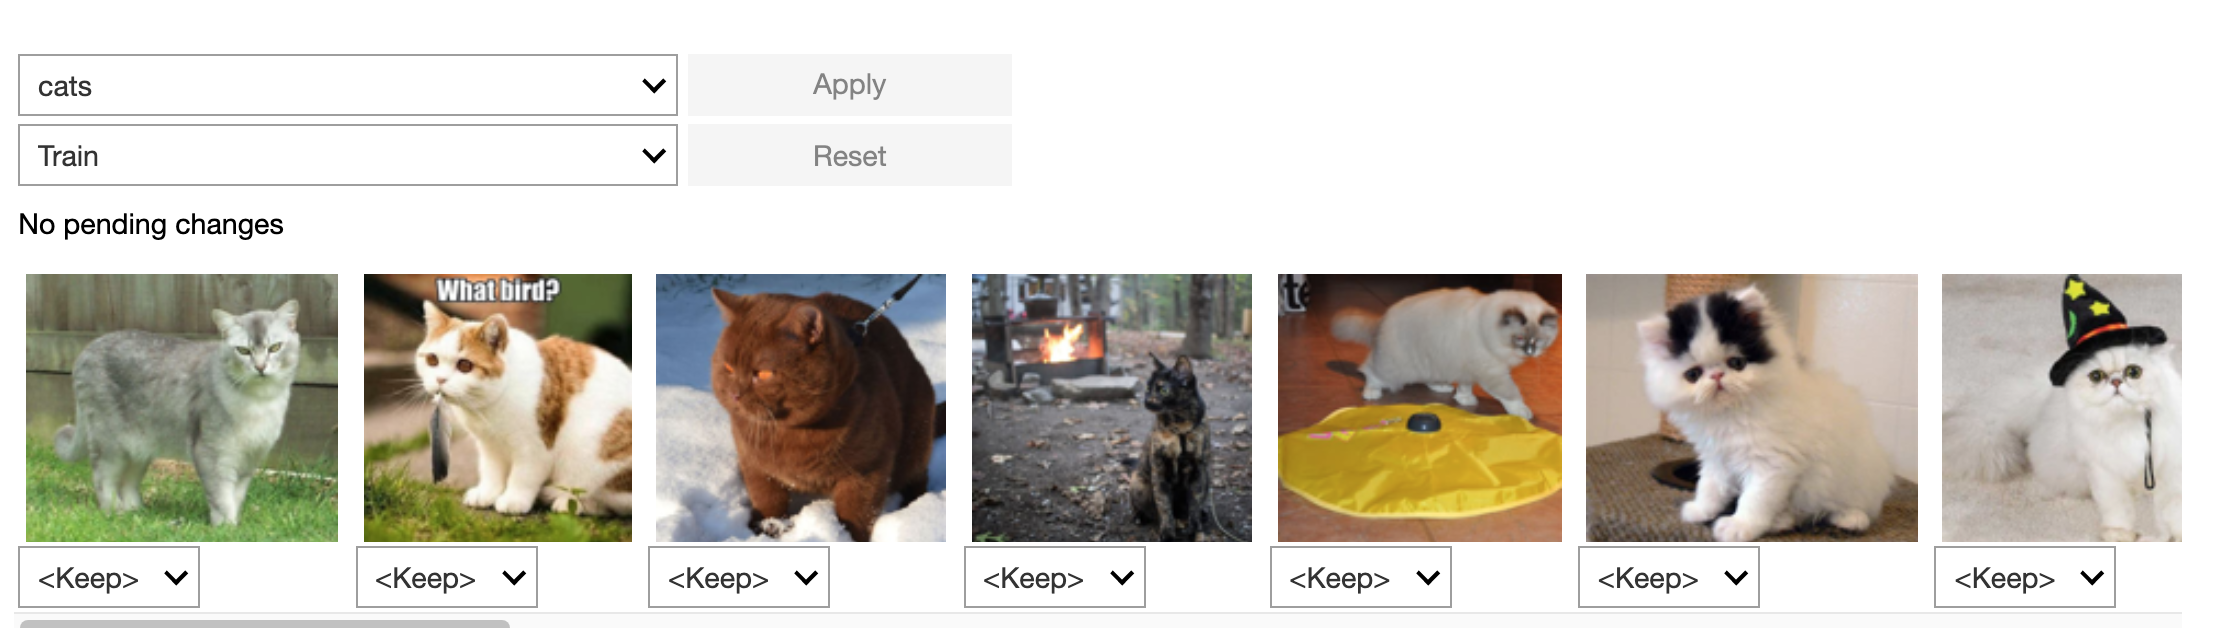 cats
Apply
Train
Reset
No pending changes
What bird?
te
<Keep>
<Keep>
<Keep>
<Keep>
<Keep>
<Keep>
<Keep>